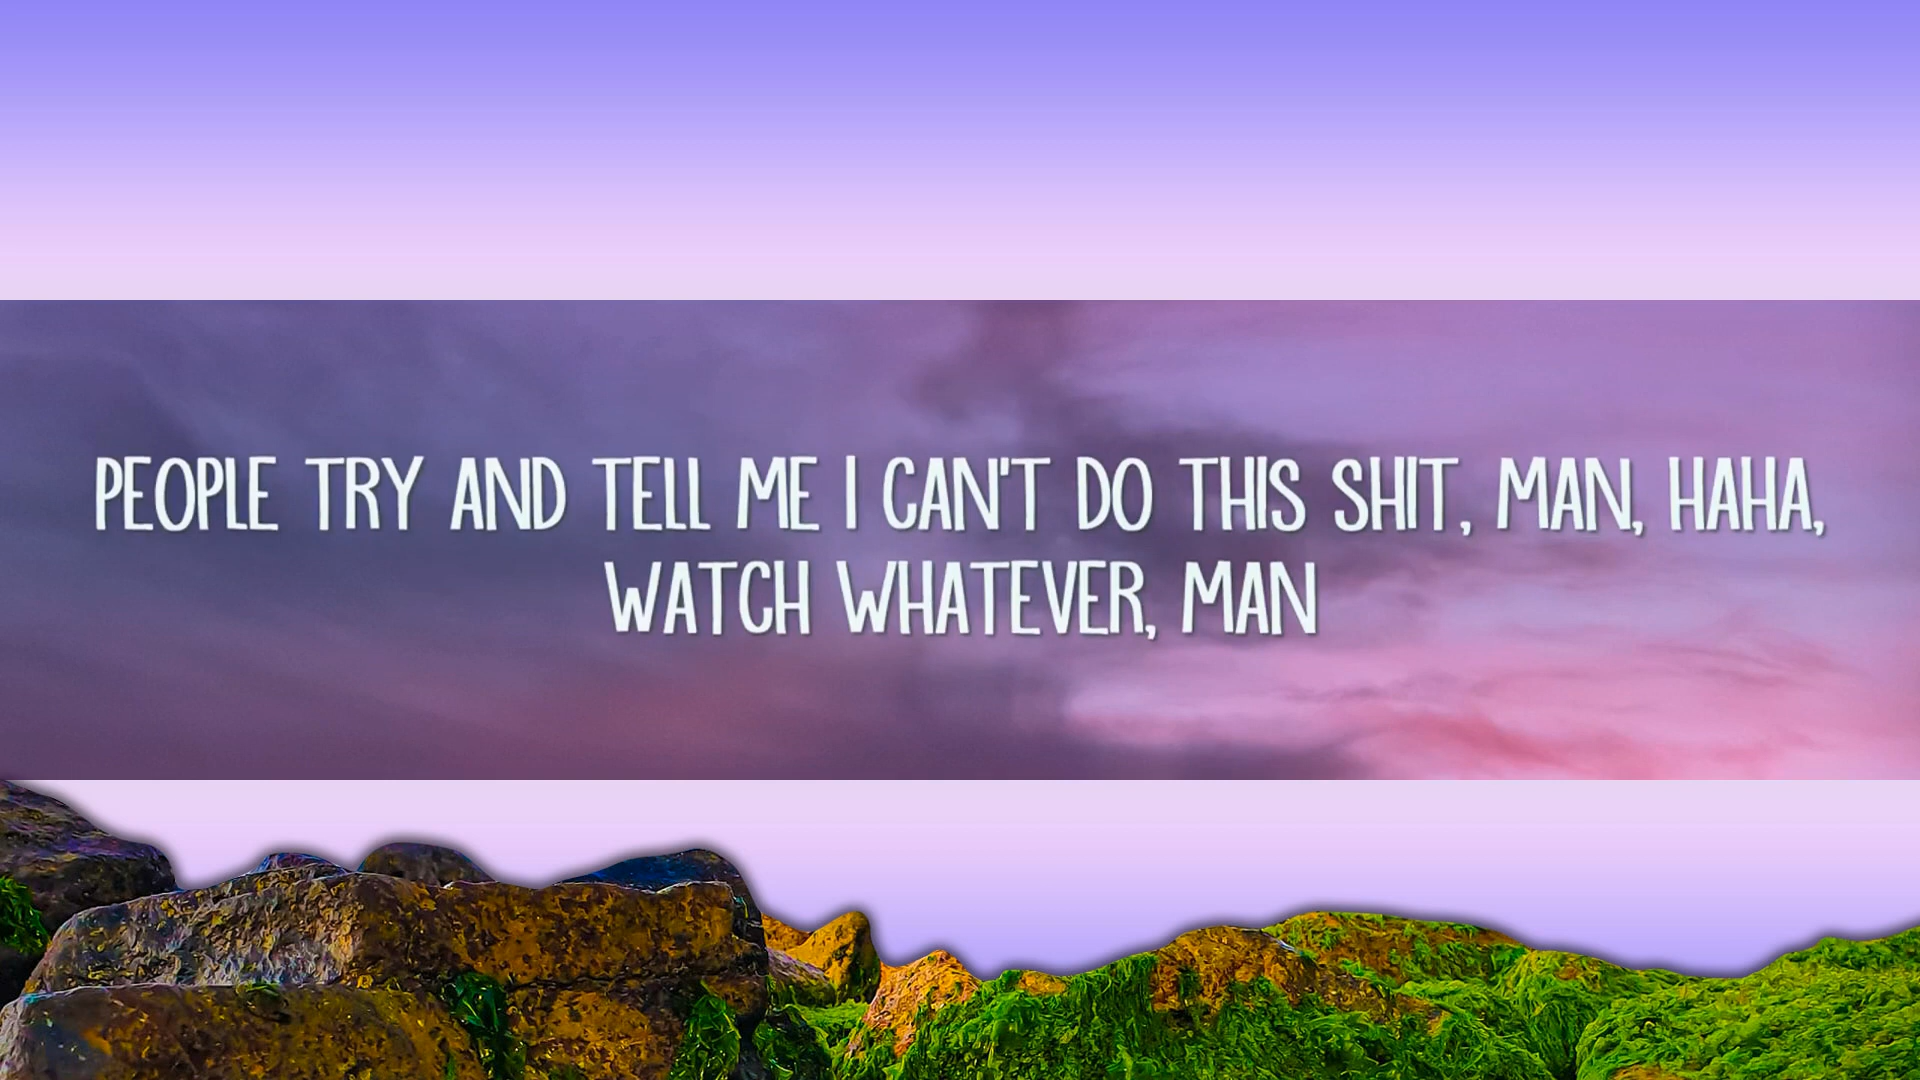 PEOPLE TRY AND TELL ME I CAN'T DO THIS SHIT, MAN, HAHA,
WATCH WHATEVER, MAN